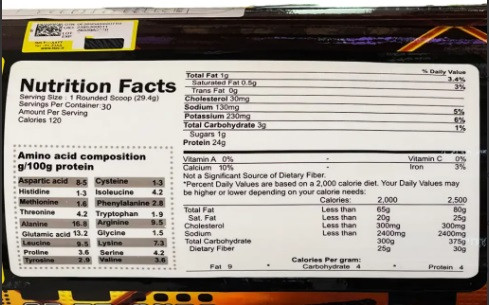 Nutrition Facts
Serving Size : 1 Rounded Scoop (29.4g)
Servings Per Container 30
Amount Per Serving
Calories 120
% Daily Value
Total Fat 1g 3.4%
Saturated Fat 0.5g 3%
Trans Fat 0g
Cholesterol 30mg
Sodium 130mg 5%
Potassium 230mg 6%
Total Carbohydrate 3g 1%
Sugars 1g
Protein 24g
Vitamin A 0% • Vitamin C 0%
Calcium 10% • Iron 3%
Not a Significant Source of Dietary Fiber.
*Percent Daily Values are based on a 2,000 calorie diet. Your Daily Values may
be higher or lower depending on your calorie needs:
Calories: 2,000 2,500
Total Fat Less than 65g 80g
Sat. Fat Less than 20g 25g
Cholesterol Less than 300mg 300mg
Sodium Less than 2400mg 2400mg
Total Carbohydrate 300g 375g
Dietary Fiber 25g 30g
Calories Per gram:
Fat 9 • Carbohydrate 4 • Protein 4
Amino acid composition
g/100g protein
Aspartic acid 8-5 Cysteine 1-3
Histidine 1-3 Isoleucine 4.2
Methionine 1.6 Phenylalanine 2.8
Threonine 4.2 Tryptophan 1-9
Alanine 16.8 Arginine 9.5
Glutamic acid 13.2 Glycine 1.5
Leucine 9.5 Lysine 7.3
Proline 3.6 Serine 4.2
Tyrosine 2.9 Valine 3.6